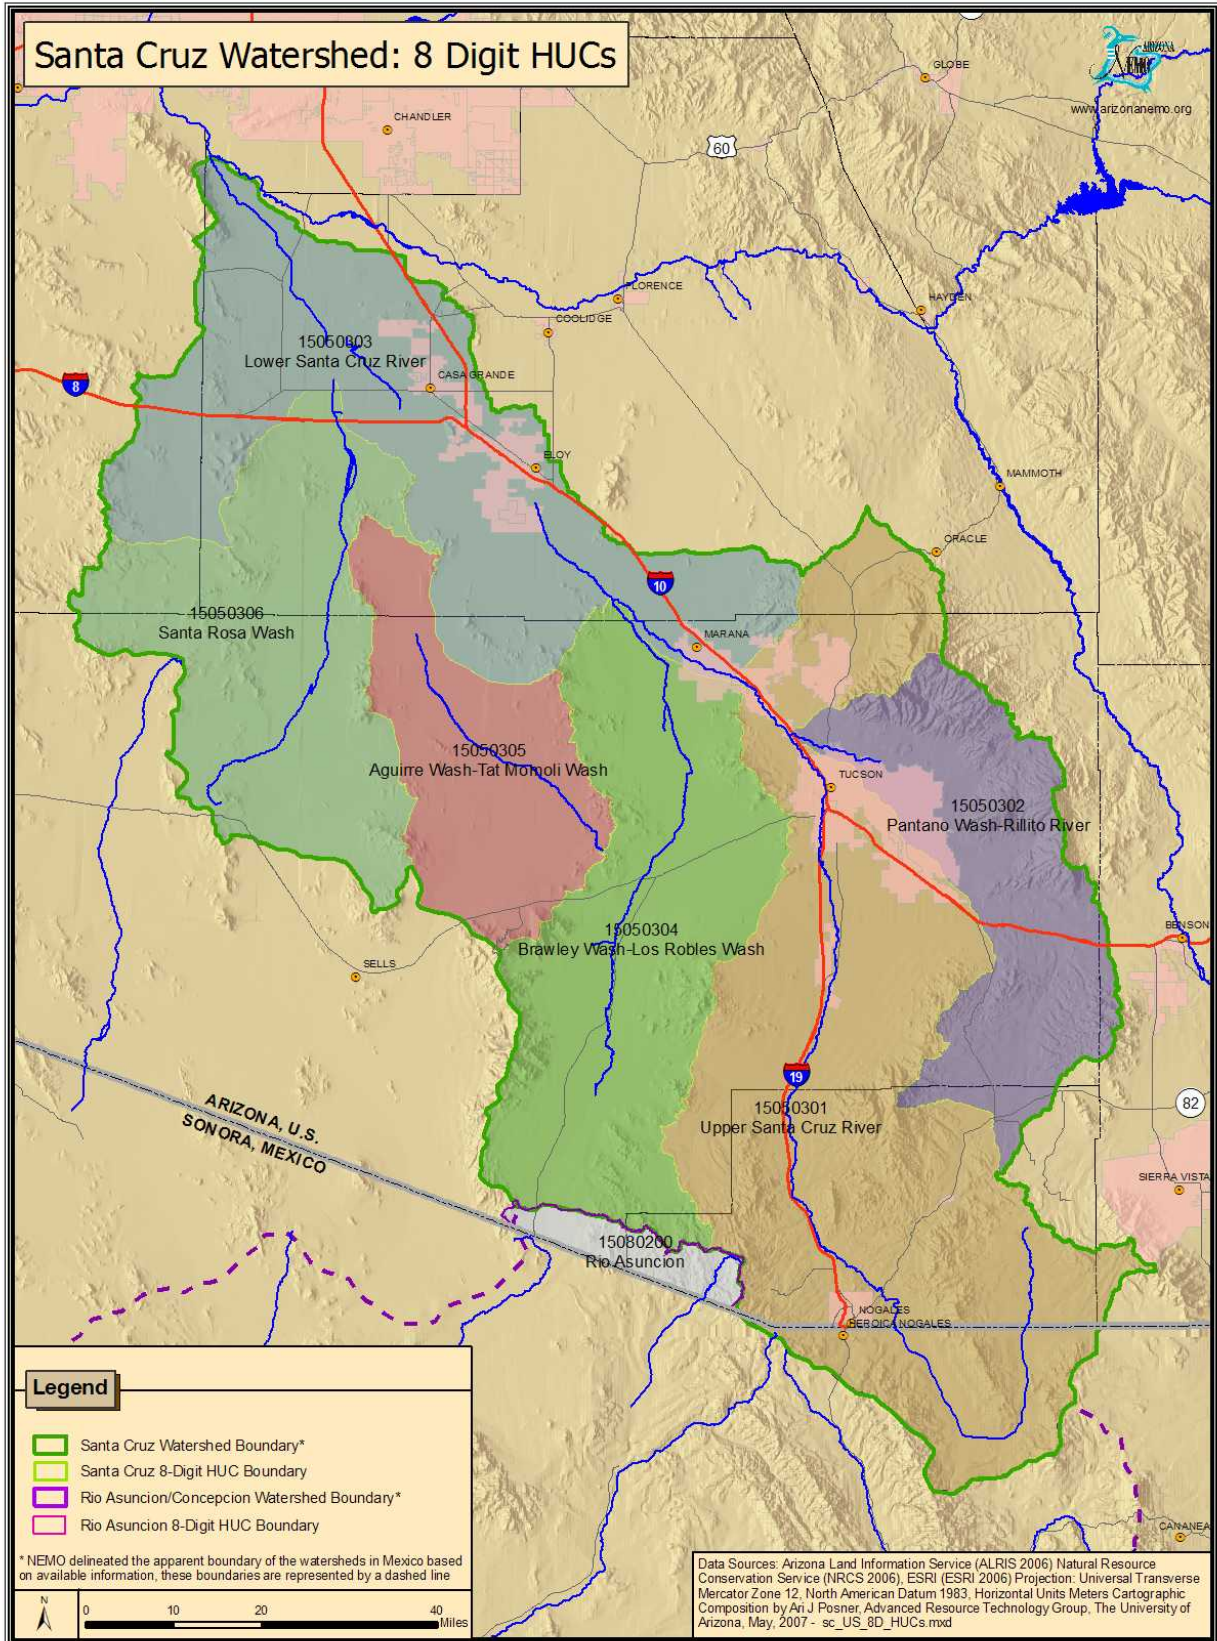 Santa Cruz Watershed: 8 Digit HUCs
ARIZONA
NEMO
www.arizonanemo.org
GLOBE
CHANDLER
60
FLORENCE
HAYDEN
COOLIDGE
15050303
Lower Santa Cruz River
CASA GRANDE
8
ELOY
MAMMOTH
ORACLE
10
15050306
Santa Rosa Wash
MARANA
15050305
Aguirre Wash-Tat Momoli Wash
TUCSON
15050302
Pantano Wash-Rillito River
15050304
Brawley Wash-Los Robles Wash
BENSON
SELLS
19
ARIZONA, U.S.
SONORA, MEXICO
15050301
Upper Santa Cruz River
82
SIERRA VISTA
15080200
Rio Asuncion
NOGALES
HEROICA NOGALES
CANANEA
Legend
Santa Cruz Watershed Boundary*
Santa Cruz 8-Digit HUC Boundary
Rio Asuncion/Concepcion Watershed Boundary*
Rio Asuncion 8-Digit HUC Boundary
* NEMO delineated the apparent boundary of the watersheds in Mexico based
on available information, these boundaries are represented by a dashed line
N
0 10 20 40
Miles
Data Sources: Arizona Land Information Service (ALRIS 2006) Natural Resource
Conservation Service (NRCS 2006), ESRI (ESRI 2006) Projection: Universal Transverse
Mercator Zone 12, North American Datum 1983, Horizontal Units Meters Cartographic
Composition by Ari J Posner, Advanced Resource Technology Group, The University of
Arizona, May, 2007 - sc_US_8D_HUCs.mxd